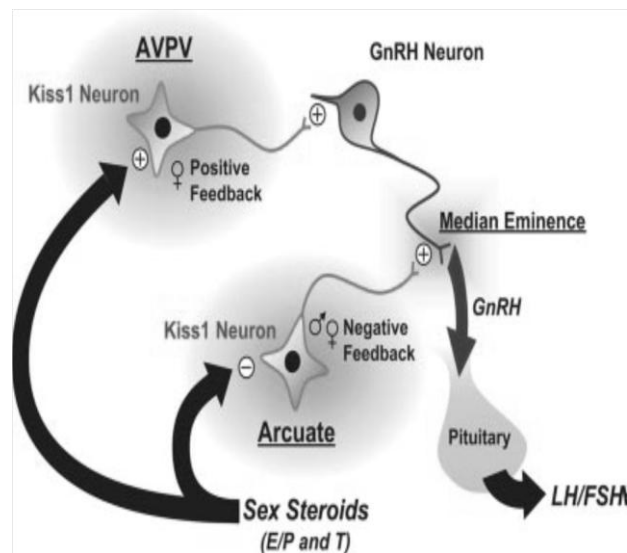 AVPV
GnRH Neuron
Kiss1 Neuron
+
+
♀ Positive
Feedback
Median Eminence
+
GnRH
Kiss1 Neuron
♂♀ Negative
Feedback
−
Arcuate
Pituitary
Sex Steroids
(E/P and T)
LH/FSH